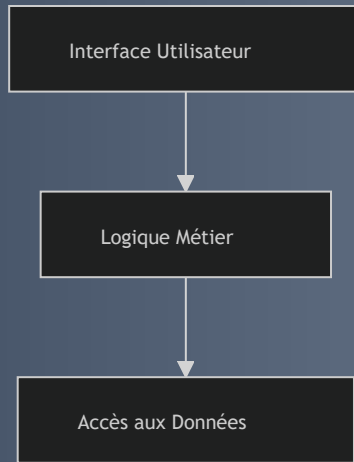 Interface Utilisateur
Logique Métier
Accès aux Données